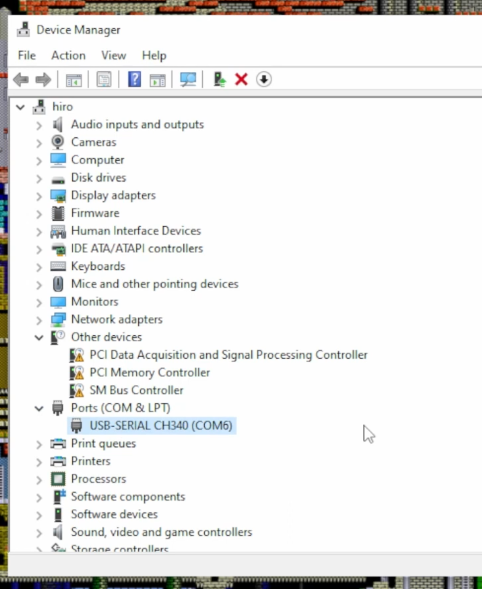 Device Manager
File Action View Help
hiro
Audio inputs and outputs
Cameras
Computer
Disk drives
Display adapters
Firmware
Human Interface Devices
IDE ATA/ATAPI controllers
Keyboards
Mice and other pointing devices
Monitors
Network adapters
Other devices
PCI Data Acquisition and Signal Processing Controller
PCI Memory Controller
SM Bus Controller
Ports (COM & LPT)
USB-SERIAL CH340 (COM6)
Print queues
Printers
Processors
Software components
Software devices
Sound, video and game controllers
Storage controllers